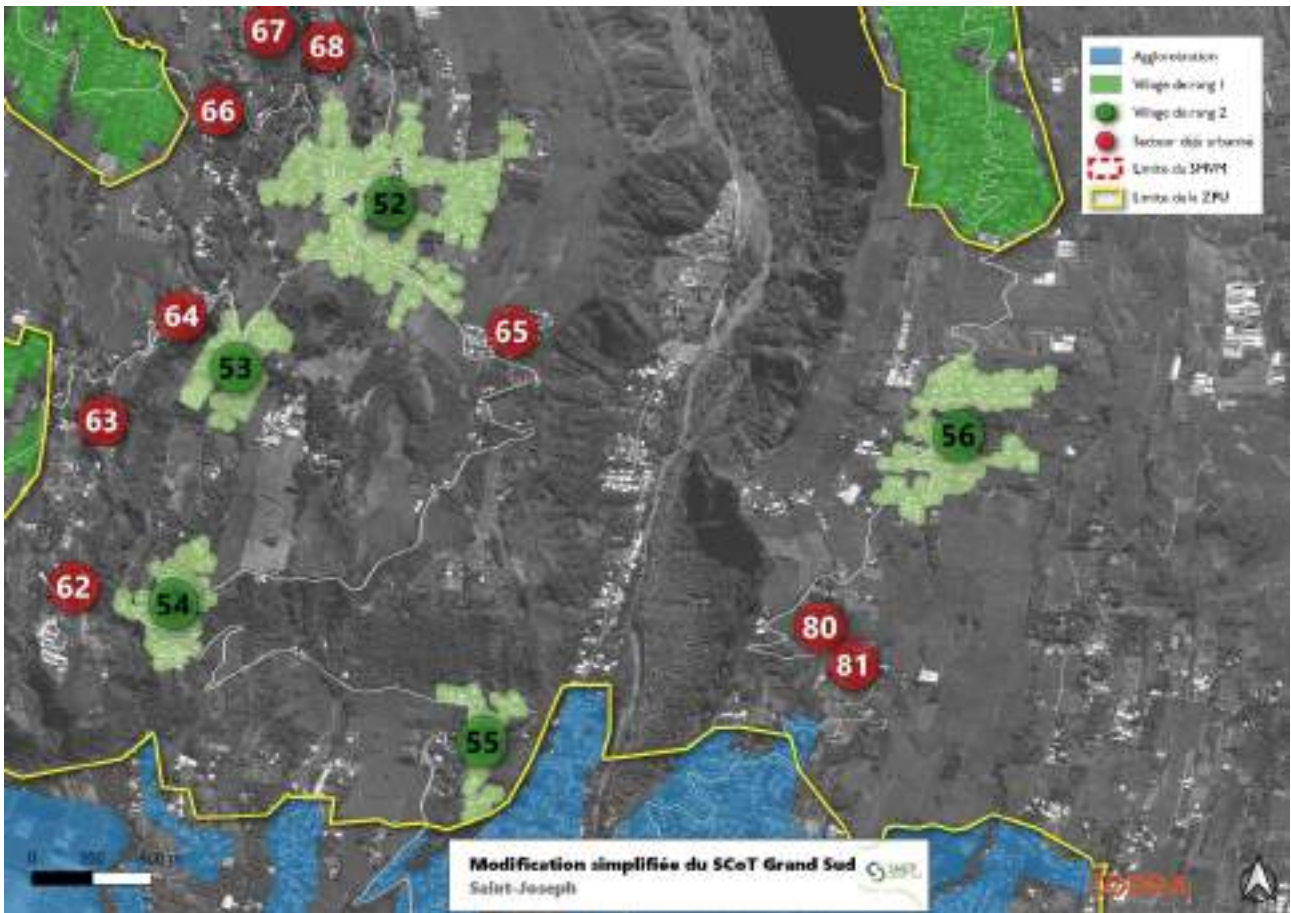 67
68
66
52
64
65
53
63
56
62
54
80
81
55
Agglomération
Village de rang 1
Village de rang 2
Secteur déjà urbanisé
Limite du SMVM
Limite de la ZPU
0
400 m
Modification simplifiée du SCoT Grand Sud
Saint-Joseph